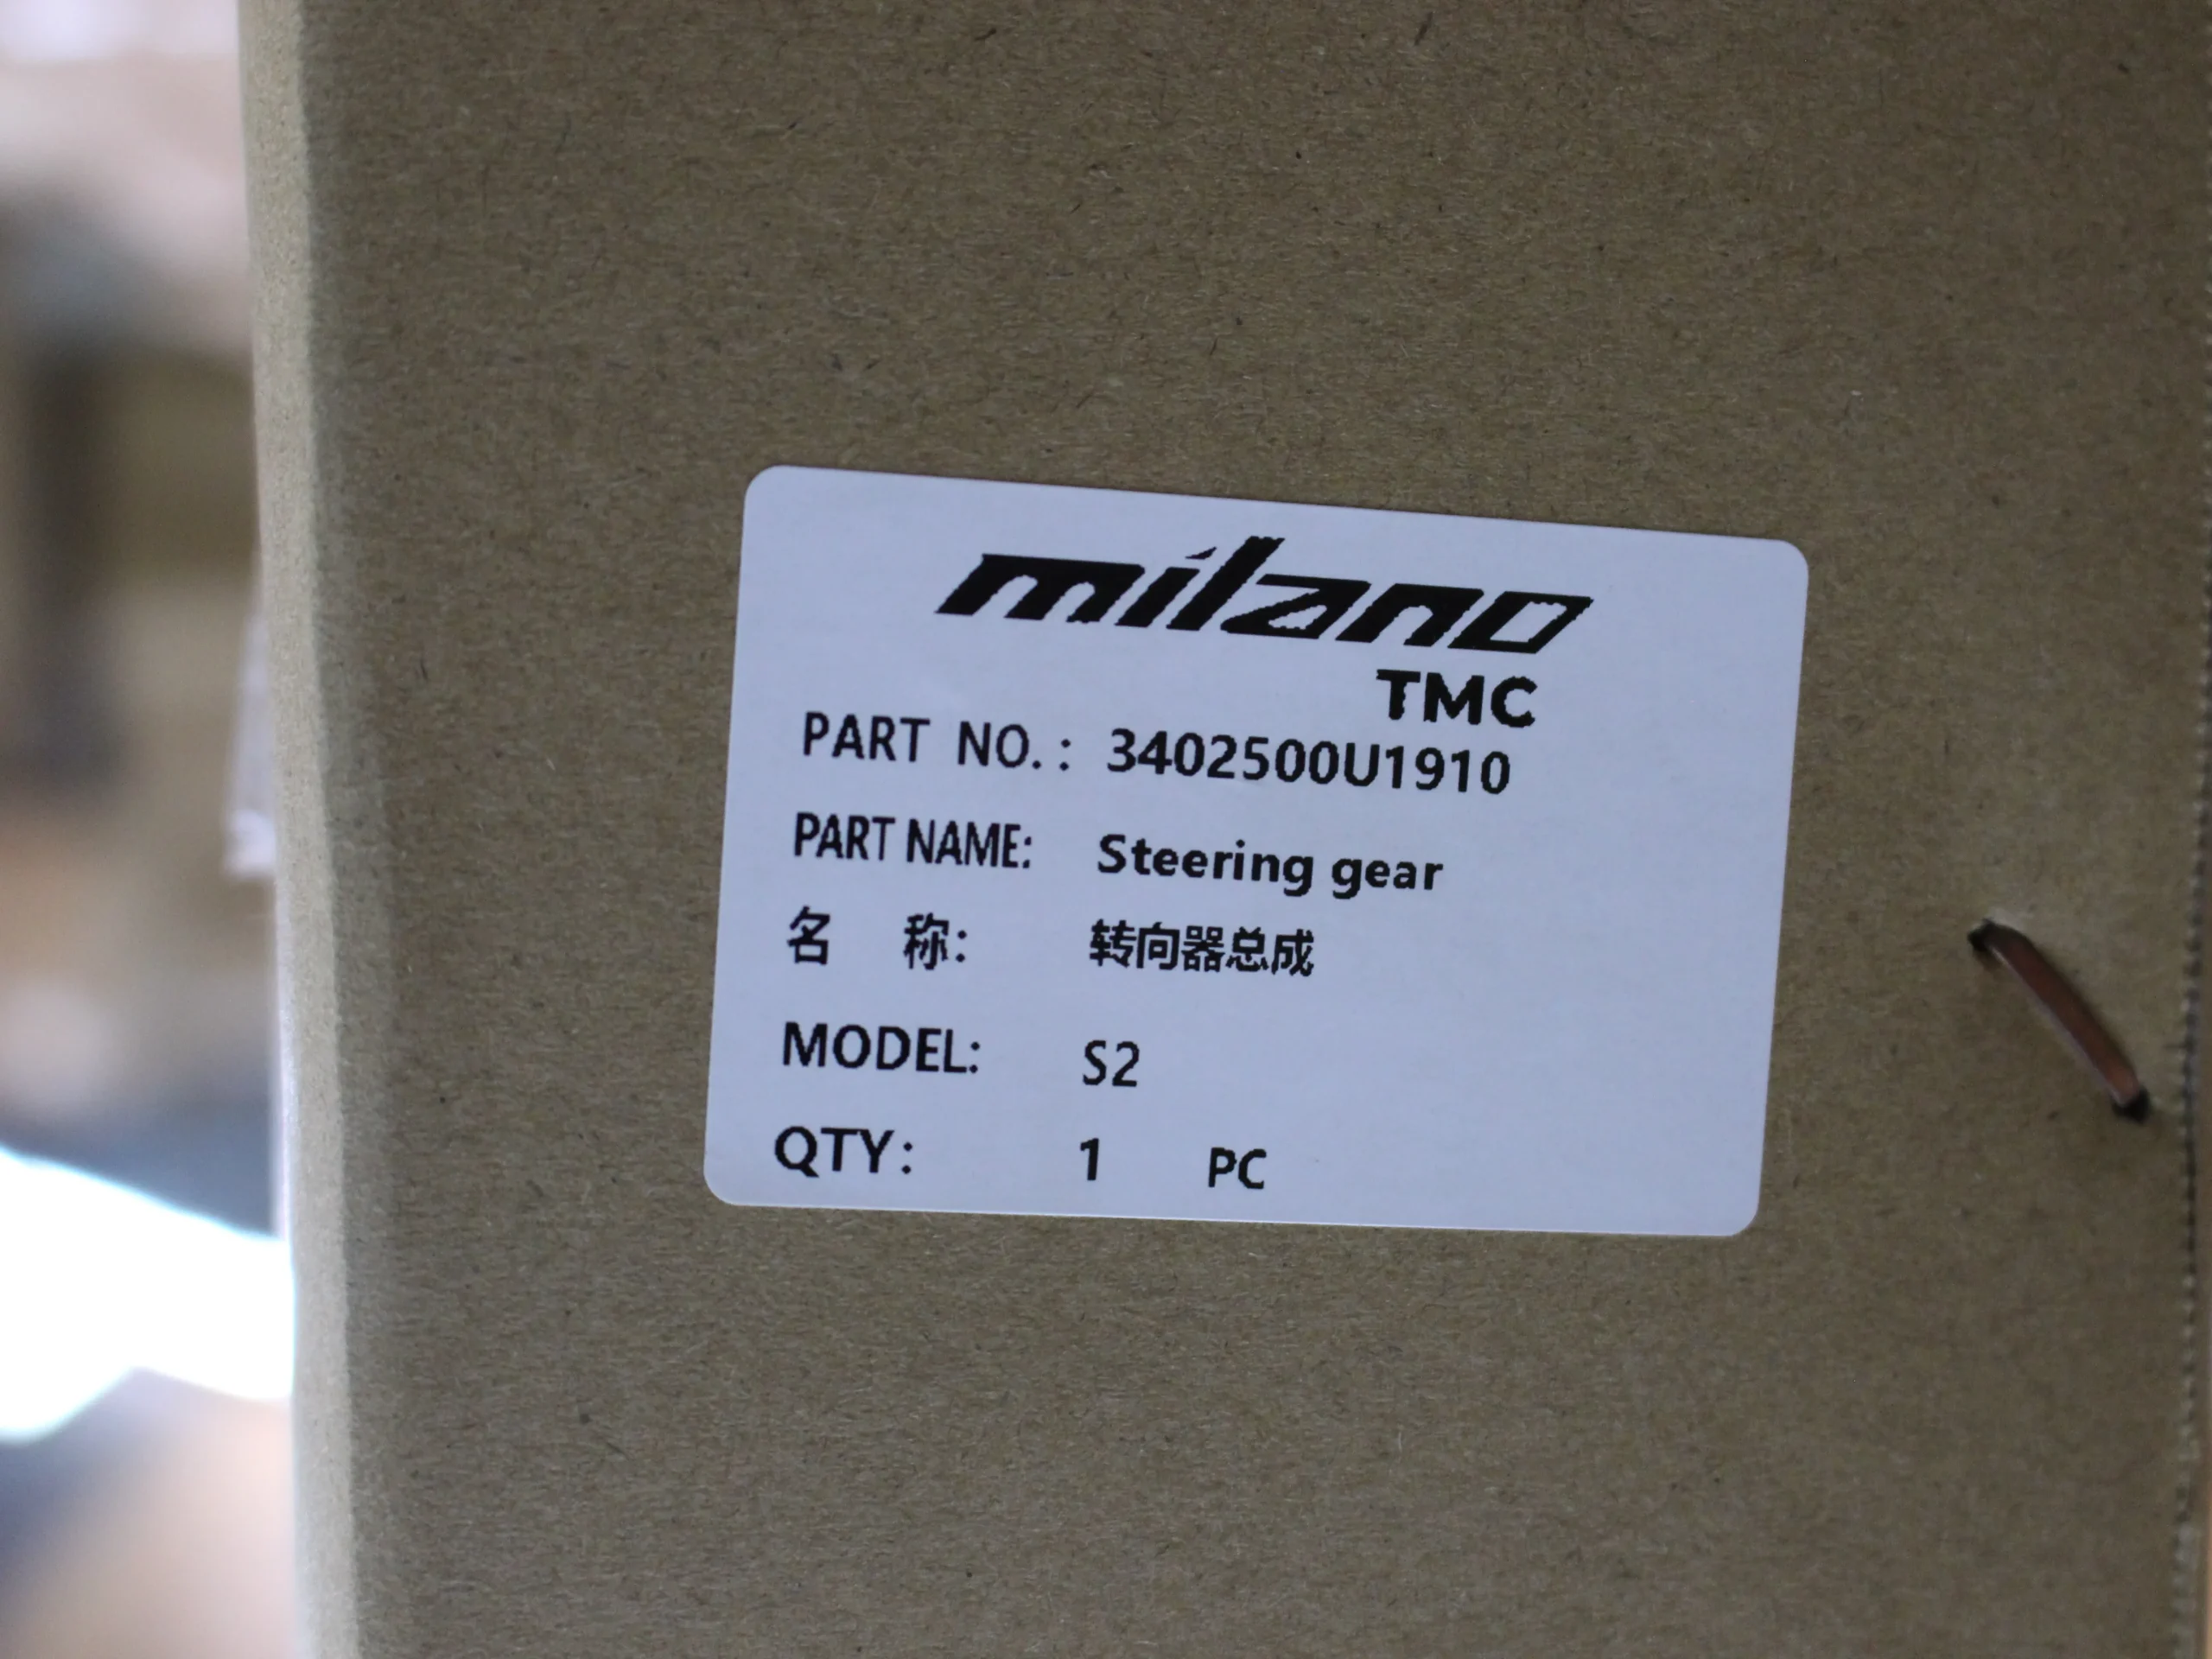 milano
TMC
PART NO.: 3402500U1910
PART NAME: Steering gear
名 称: 转向器总成
MODEL: S2
QTY: 1 PC